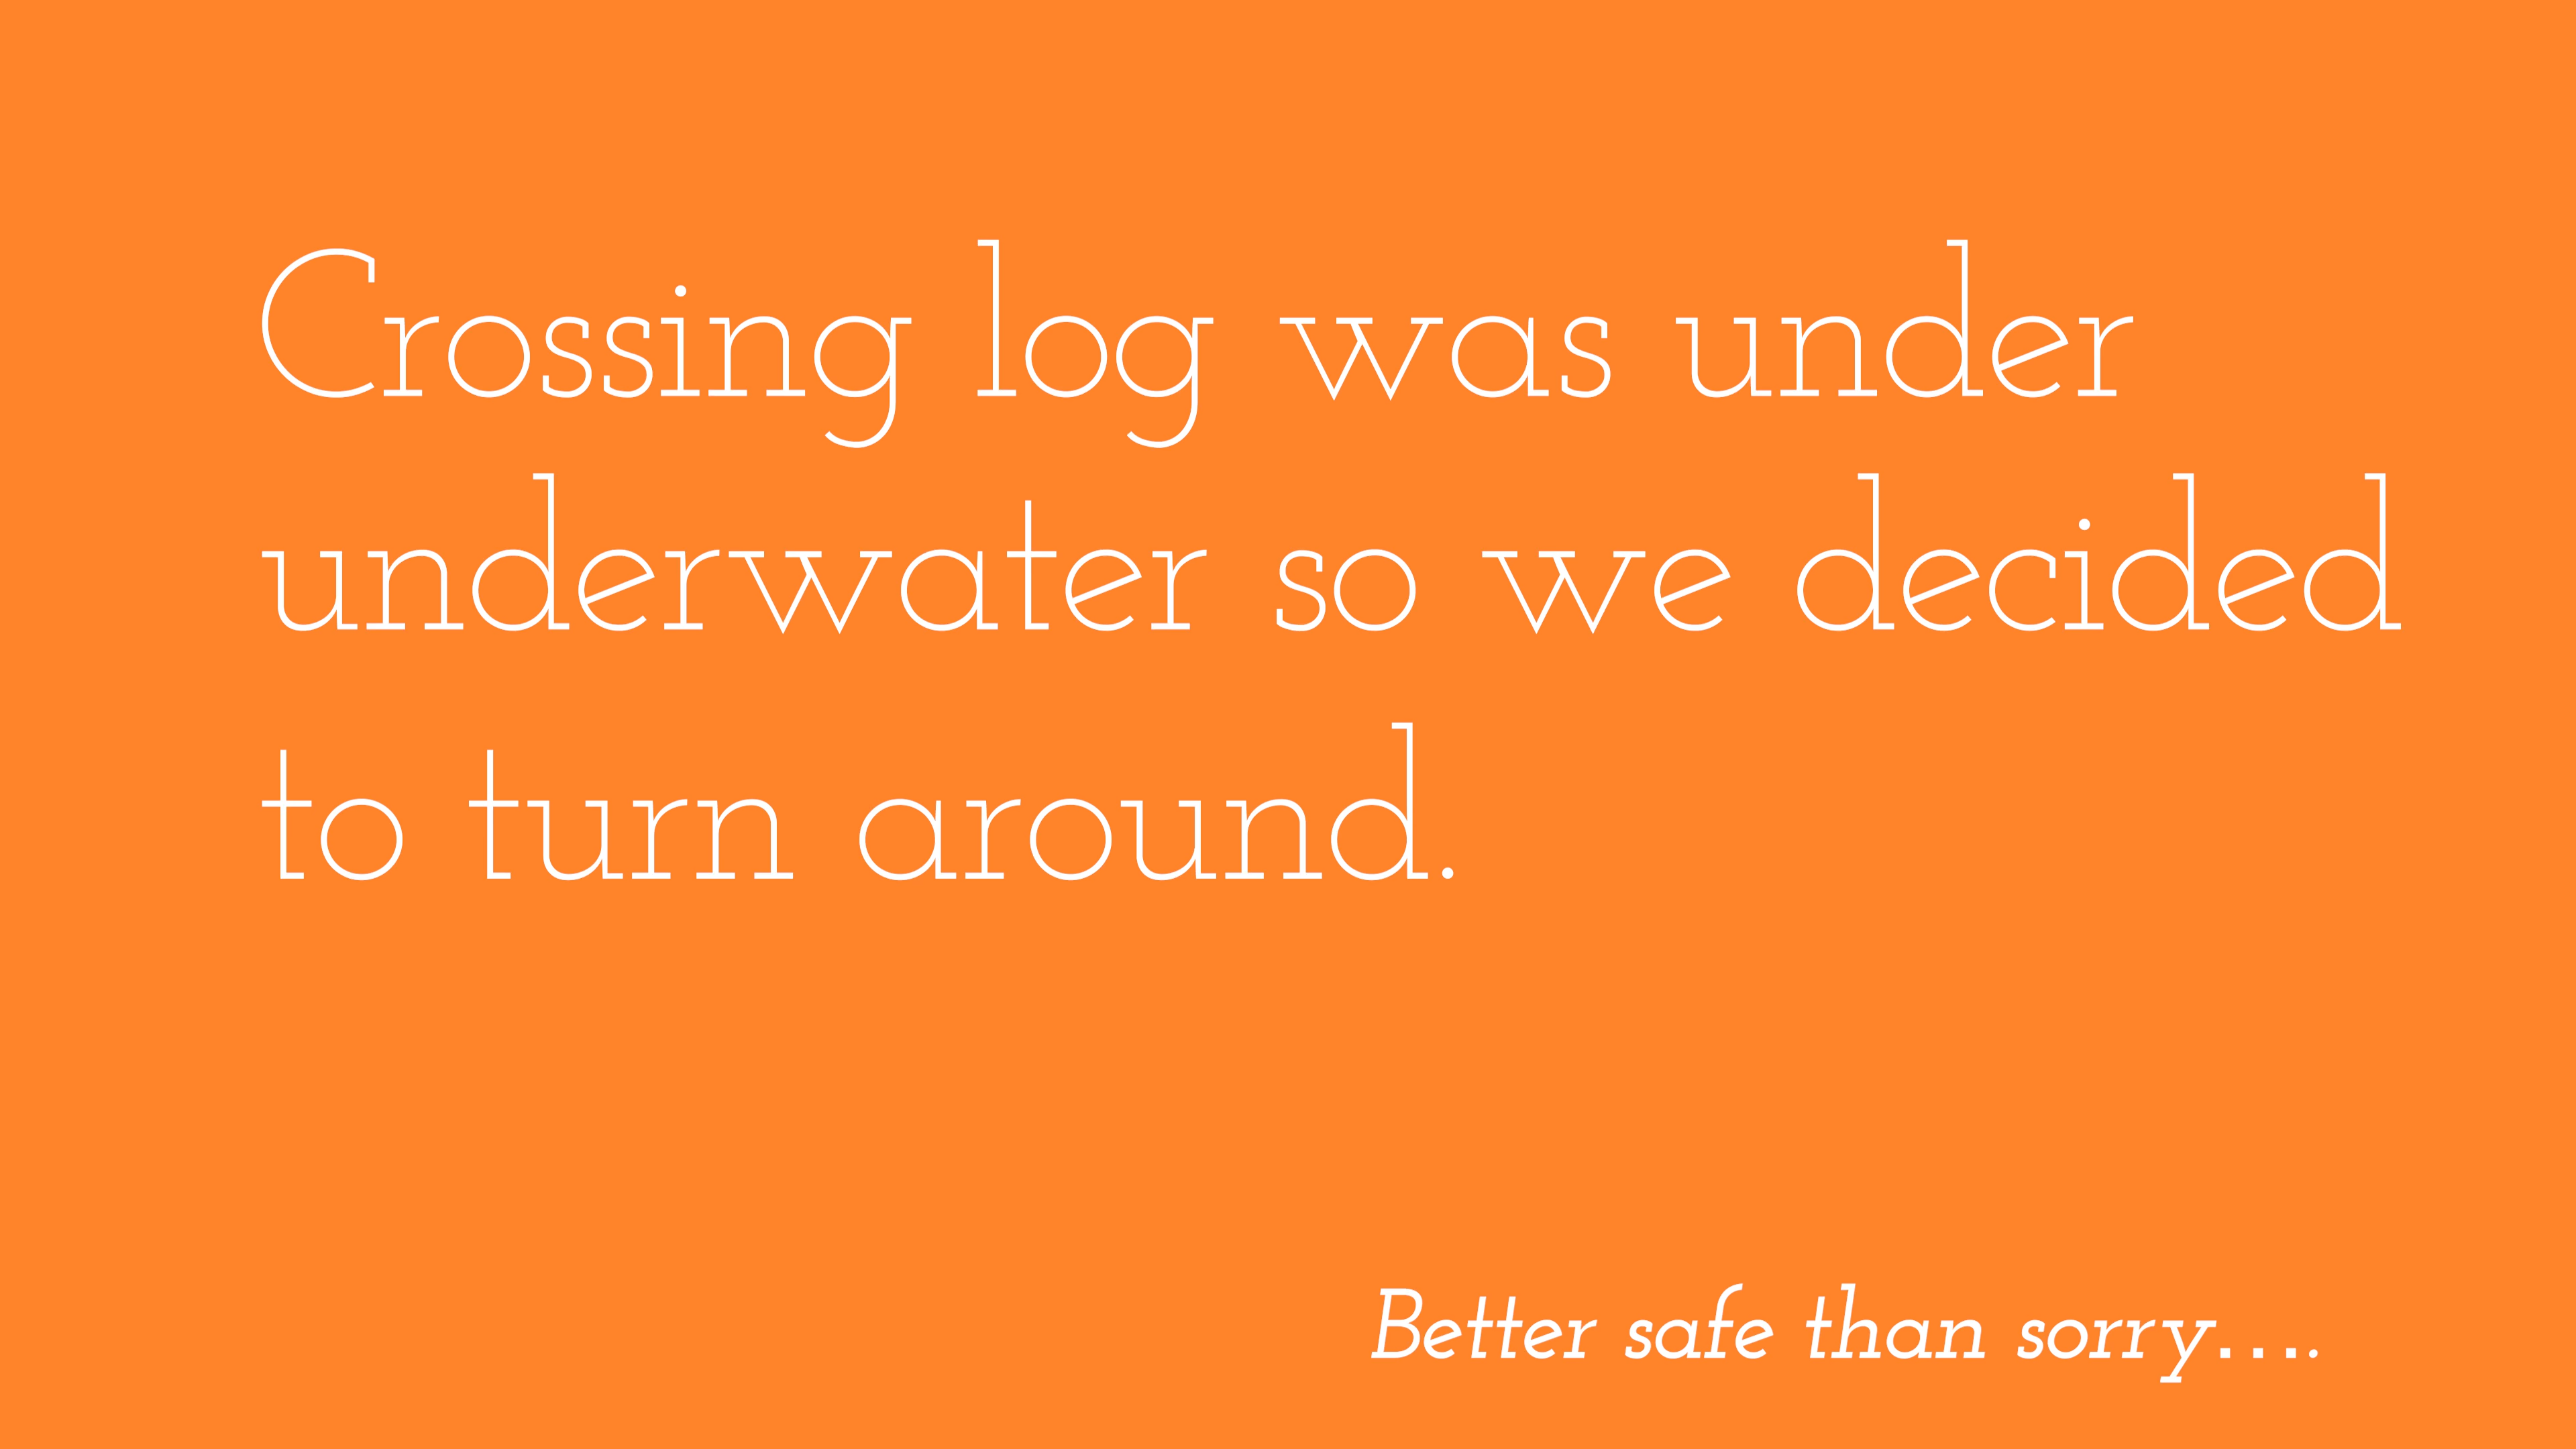 Crossing log was under
underwater so we decided
to turn around.
Better safe than sorry….